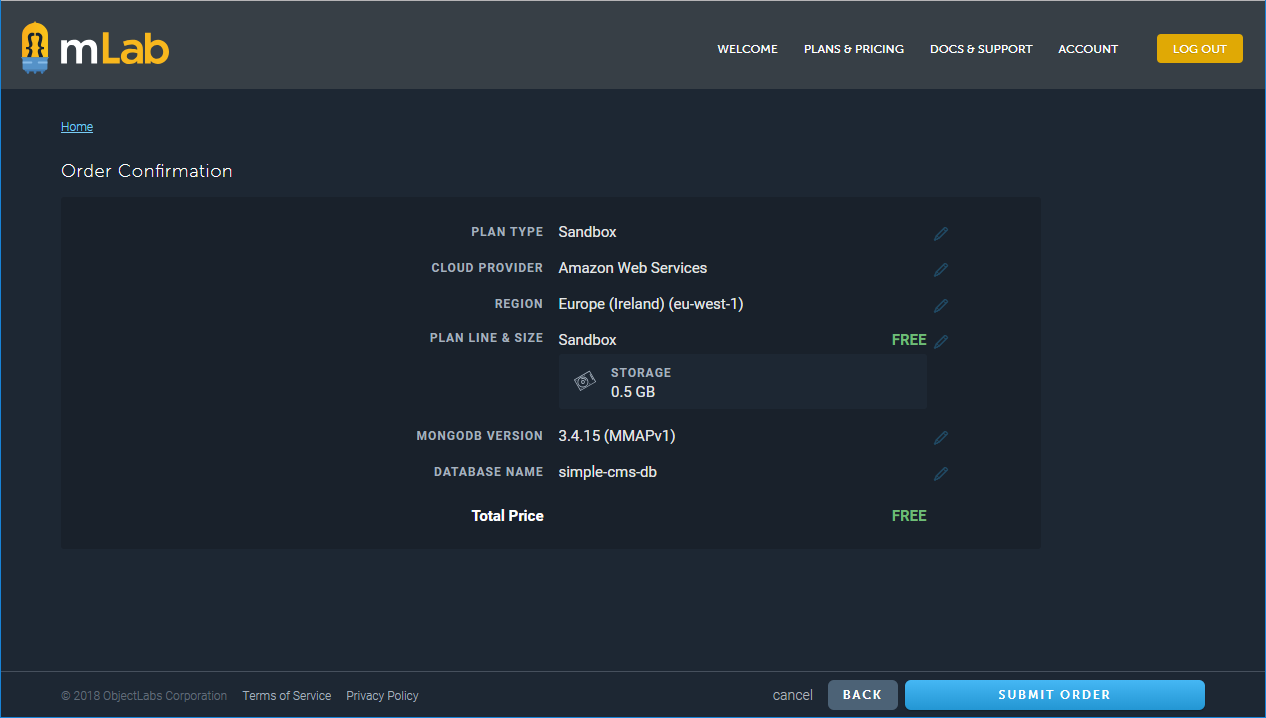 mLab
WELCOME PLANS & PRICING DOCS & SUPPORT ACCOUNT LOG OUT
Home
Order Confirmation
PLAN TYPE Sandbox
CLOUD PROVIDER Amazon Web Services
REGION Europe (Ireland) (eu-west-1)
PLAN LINE & SIZE Sandbox FREE
STORAGE
0.5 GB
MONGODB VERSION 3.4.15 (MMAPv1)
DATABASE NAME simple-cms-db
Total Price FREE
© 2018 ObjectLabs Corporation Terms of Service Privacy Policy cancel BACK SUBMIT ORDER